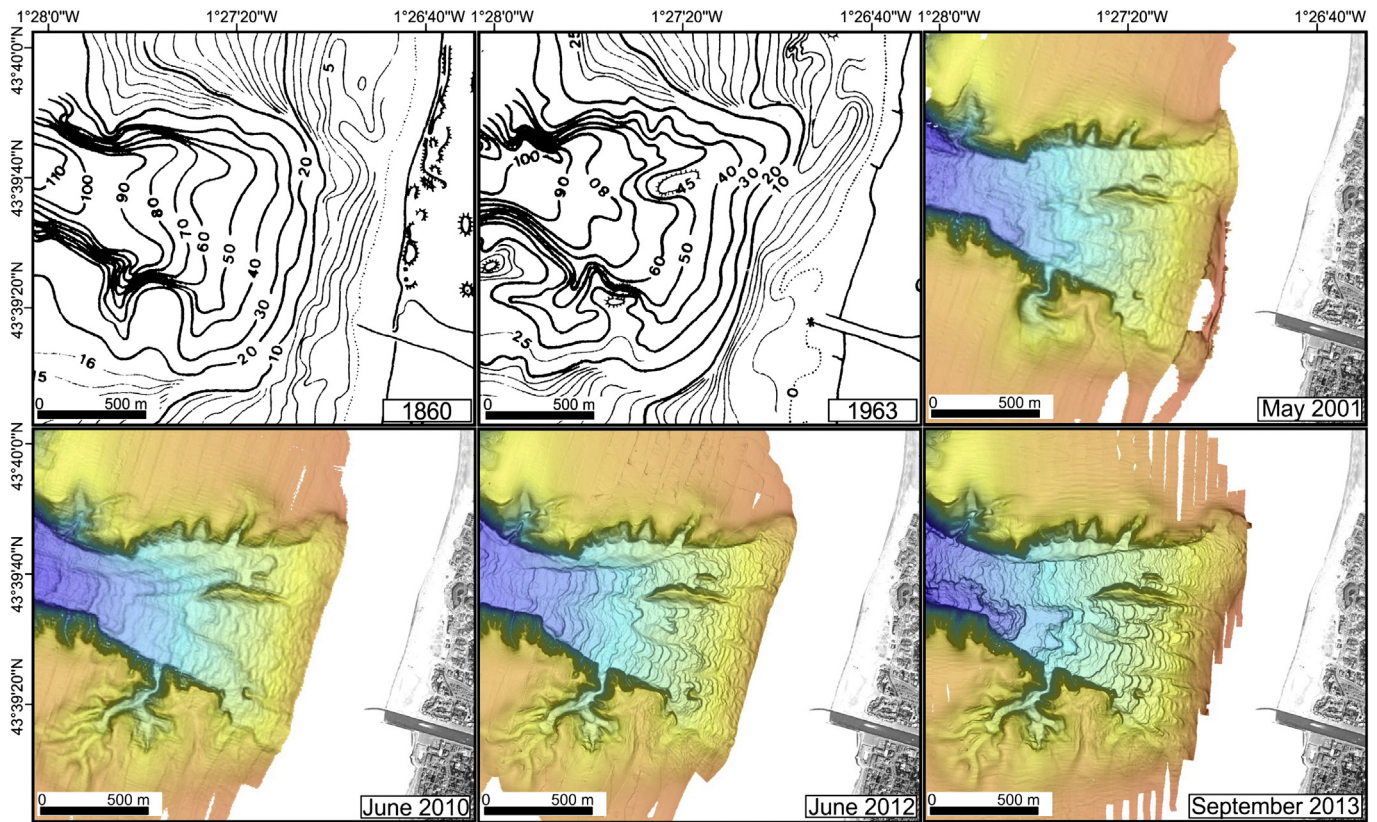 1°28'0"W 1°27'20"W 1°26'40"W 1°28'0"W 1°27'20"W 1°26'40"W 1°28'0"W 1°27'20"W 1°26'40"W
43°40'0"N
43°39'40"N
43°39'20"N
5
20
110
100
90
80
70
60
50
40
30
20
10
16
15
0 500 m
1860
25
100
90
80
45
40
30
20
10
60
50
25
0
0 500 m
1963
0 500 m
May 2001
43°40'0"N
43°39'40"N
43°39'20"N
0 500 m
June 2010
0 500 m
June 2012
0 500 m
September 2013